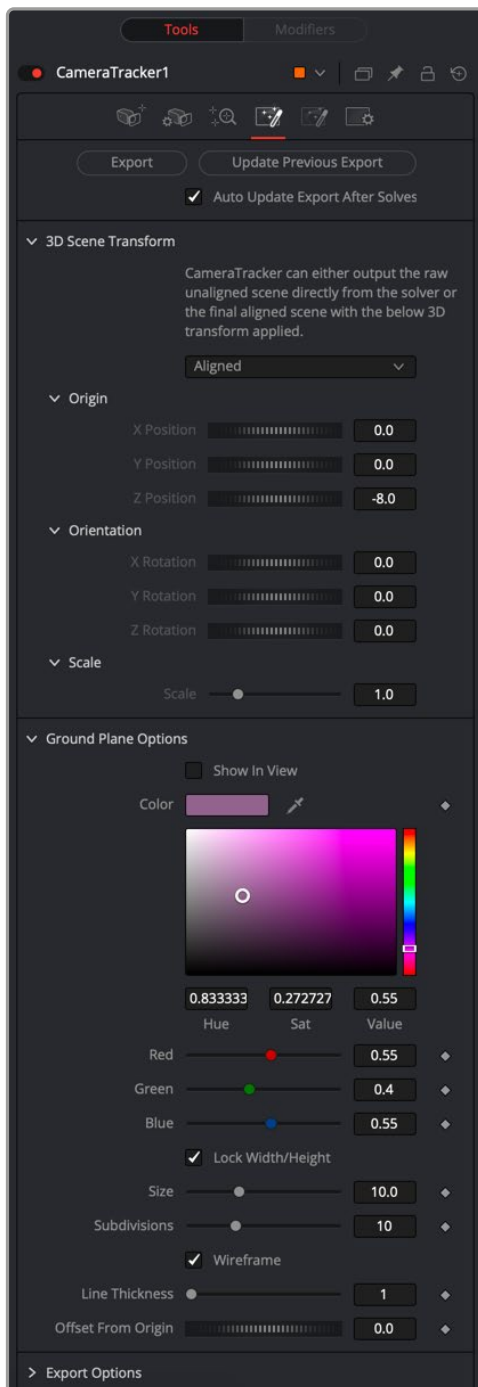 Tools Modifiers
CameraTracker1
Export Update Previous Export
Auto Update Export After Solves
3D Scene Transform
CameraTracker can either output the raw
unaligned scene directly from the solver or
the final aligned scene with the below 3D
transform applied.
Aligned
Origin
X Position 0.0
Y Position 0.0
Z Position -8.0
Orientation
X Rotation 0.0
Y Rotation 0.0
Z Rotation 0.0
Scale
Scale 1.0
Ground Plane Options
Show In View
Color
0.833333 0.272727 0.55
Hue Sat Value
Red 0.55
Green 0.4
Blue 0.55
Lock Width/Height
Size 10.0
Subdivisions 10
Wireframe
Line Thickness 1
Offset From Origin 0.0
Export Options